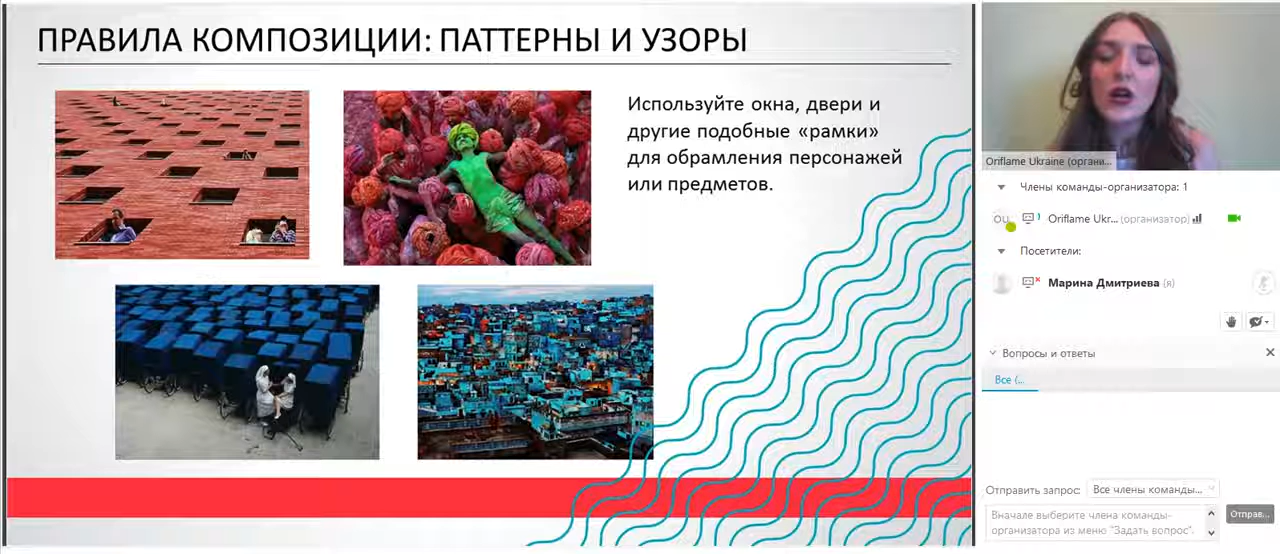 ПРАВИЛА КОМПОЗИЦИИ: ПАТТЕРНЫ И УЗОРЫ
Используйте окна, двери и
другие подобные «рамки»
для обрамления персонажей
или предметов.
Oriflame Ukraine (органи...
Члены команды-организатора: 1
OU
Oriflame Ukr... (организатор)
Посетители:
Марина Дмитриева (я)
Вопросы и ответы
Все (...
Отправить запрос:
Все члены команды...
Вначале выберите члена команды-
организатора из меню "Задать вопрос".
Отправ...